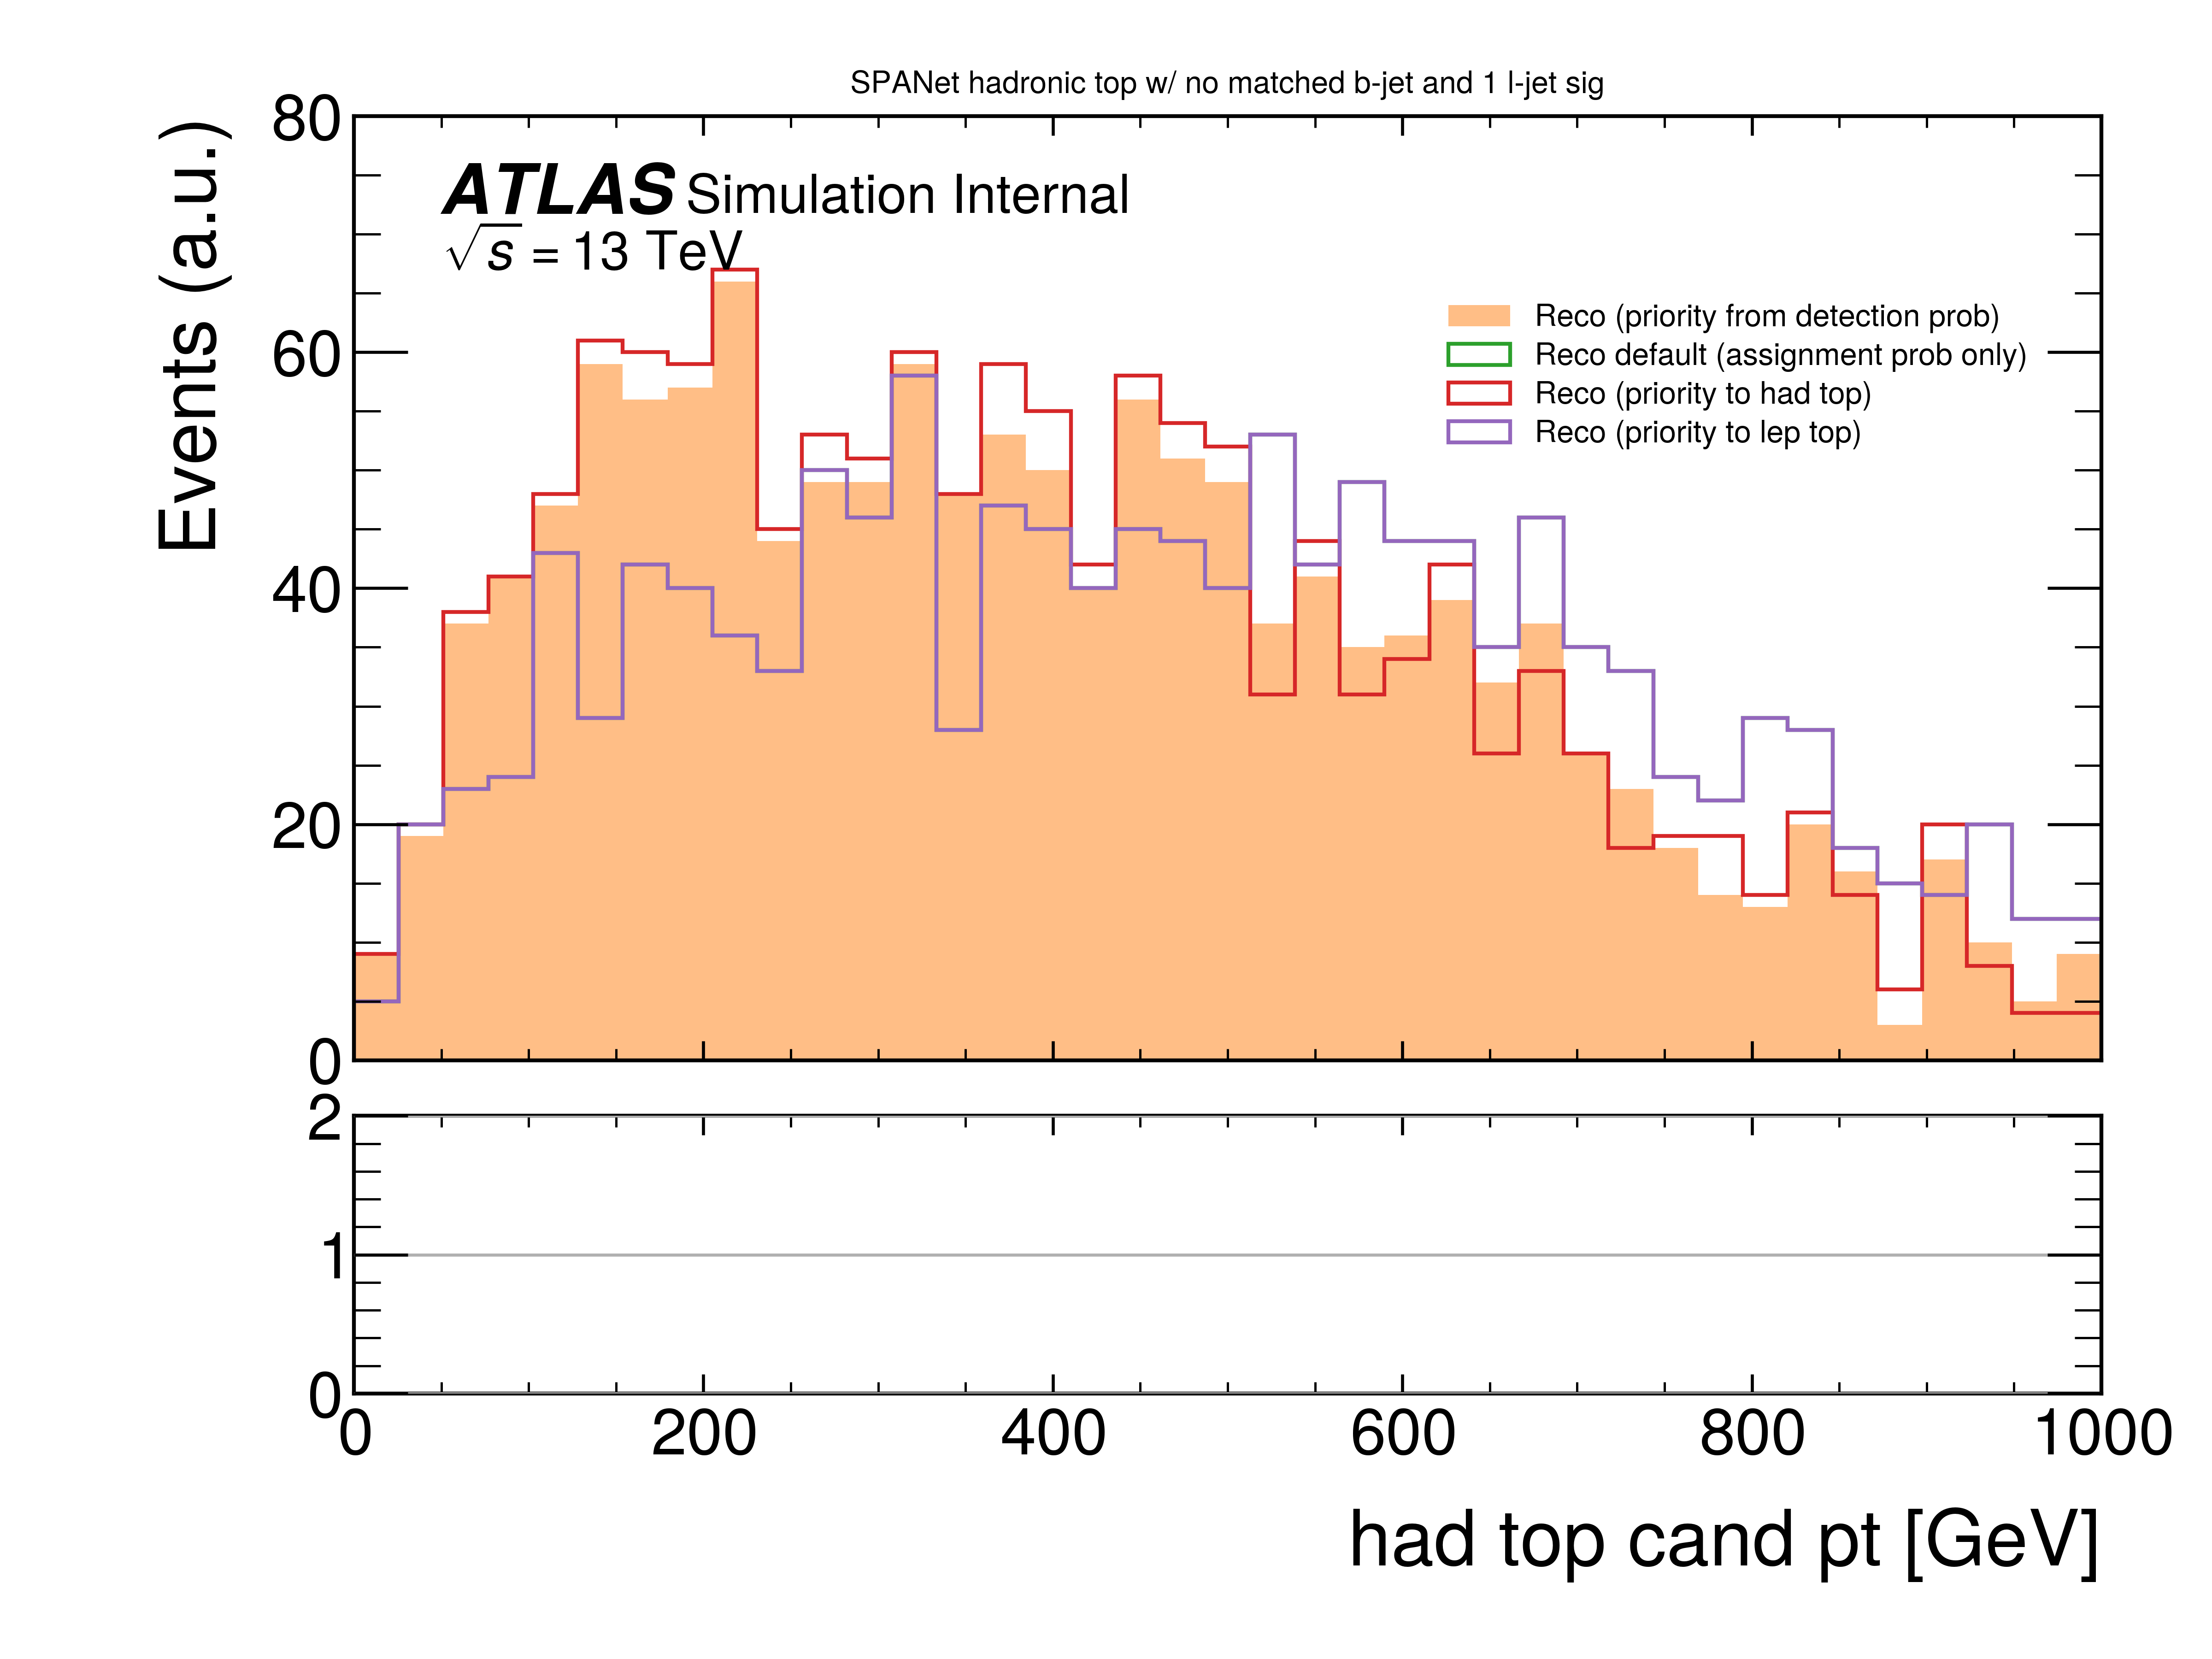 SPANet hadronic top w/ no matched b-jet and 1 l-jet sig
80
ATLAS Simulation Internal
√s = 13 TeV
Events (a.u.)
Reco (priority from detection prob)
Reco default (assignment prob only)
Reco (priority to had top)
Reco (priority to lep top)
60
40
20
0
2
1
0
0 200 400 600 800 1000
had top cand pt [GeV]